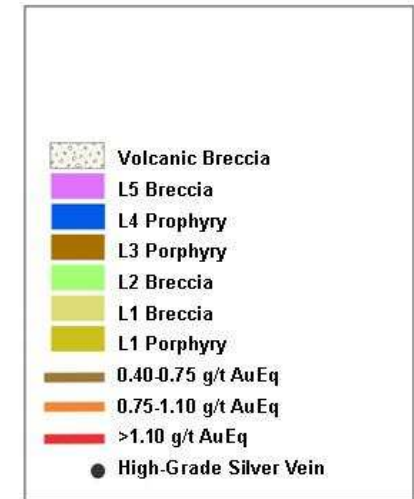 Volcanic Breccia
L5 Breccia
L4 Prophyry
L3 Porphyry
L2 Breccia
L1 Breccia
L1 Porphyry
0.40-0.75 g/t AuEq
0.75-1.10 g/t AuEq
>1.10 g/t AuEq
High-Grade Silver Vein